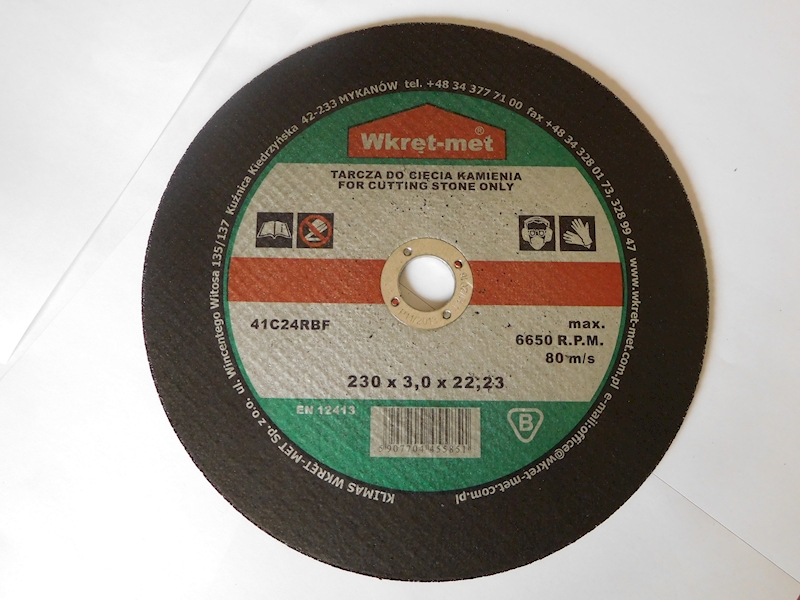 KLIMAS WKRET-MET Sp. z o.o. ul. Wincentego Witosa 135/137 Kuźnica Kiedrzyńska 42-233 MYKANÓW tel. +48 34 377 71 00 fax +48 34 328 01 73, 328 99 47 www.wkret-met.com.pl e-mail:office@wkret-met.com.pl
Wkręt-met®
TARCZA DO CIĘCIA KAMIENIA
FOR CUTTING STONE ONLY
41C24RBF
max.
6650 R.P.M.
80 m/s
230 x 3,0 x 22,23
EN 12413
B